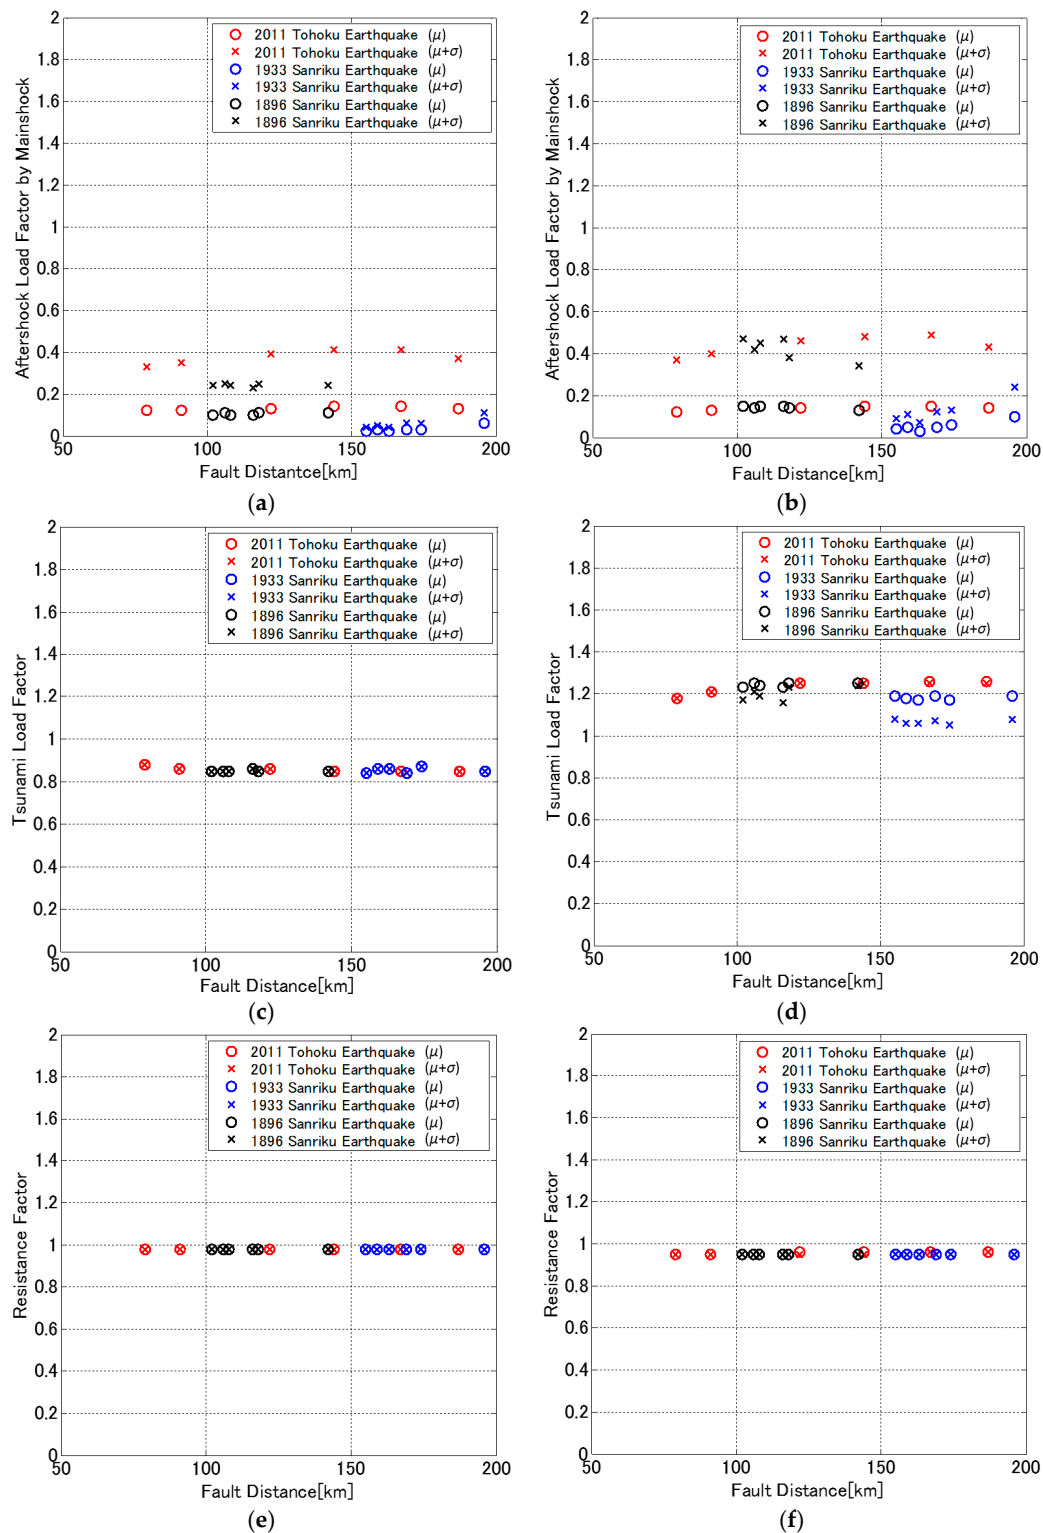 2
1.8
1.6
1.4
1.2
1
0.8
0.6
0.4
0.2
0
50
100
150
200
Aftershock Load Factor by Mainshock
Fault Distantce[km]
2011 Tohoku Earthquake (μ)
2011 Tohoku Earthquake (μ+σ)
1933 Sanriku Earthquake (μ)
1933 Sanriku Earthquake (μ+σ)
1896 Sanriku Earthquake (μ)
1896 Sanriku Earthquake (μ+σ)
(a)
2
1.8
1.6
1.4
1.2
1
0.8
0.6
0.4
0.2
0
50
100
150
200
Aftershock Load Factor by Mainshock
Fault Distance[km]
2011 Tohoku Earthquake (μ)
2011 Tohoku Earthquake (μ+σ)
1933 Sanriku Earthquake (μ)
1933 Sanriku Earthquake (μ+σ)
1896 Sanriku Earthquake (μ)
1896 Sanriku Earthquake (μ+σ)
(b)
2
1.8
1.6
1.4
1.2
1
0.8
0.6
0.4
0.2
0
50
100
150
200
Tsunami Load Factor
Fault Distance[km]
2011 Tohoku Earthquake (μ)
2011 Tohoku Earthquake (μ+σ)
1933 Sanriku Earthquake (μ)
1933 Sanriku Earthquake (μ+σ)
1896 Sanriku Earthquake (μ)
1896 Sanriku Earthquake (μ+σ)
(c)
2
1.8
1.6
1.4
1.2
1
0.8
0.6
0.4
0.2
0
50
100
150
200
Tsunami Load Factor
Fault Distance[km]
2011 Tohoku Earthquake (μ)
2011 Tohoku Earthquake (μ+σ)
1933 Sanriku Earthquake (μ)
1933 Sanriku Earthquake (μ+σ)
1896 Sanriku Earthquake (μ)
1896 Sanriku Earthquake (μ+σ)
(d)
2
1.8
1.6
1.4
1.2
1
0.8
0.6
0.4
0.2
0
50
100
150
200
Resistance Factor
Fault Distance[km]
2011 Tohoku Earthquake (μ)
2011 Tohoku Earthquake (μ+σ)
1933 Sanriku Earthquake (μ)
1933 Sanriku Earthquake (μ+σ)
1896 Sanriku Earthquake (μ)
1896 Sanriku Earthquake (μ+σ)
(e)
2
1.8
1.6
1.4
1.2
1
0.8
0.6
0.4
0.2
0
50
100
150
200
Resistance Factor
Fault Distance[km]
2011 Tohoku Earthquake (μ)
2011 Tohoku Earthquake (μ+σ)
1933 Sanriku Earthquake (μ)
1933 Sanriku Earthquake (μ+σ)
1896 Sanriku Earthquake (μ)
1896 Sanriku Earthquake (μ+σ)
(f)